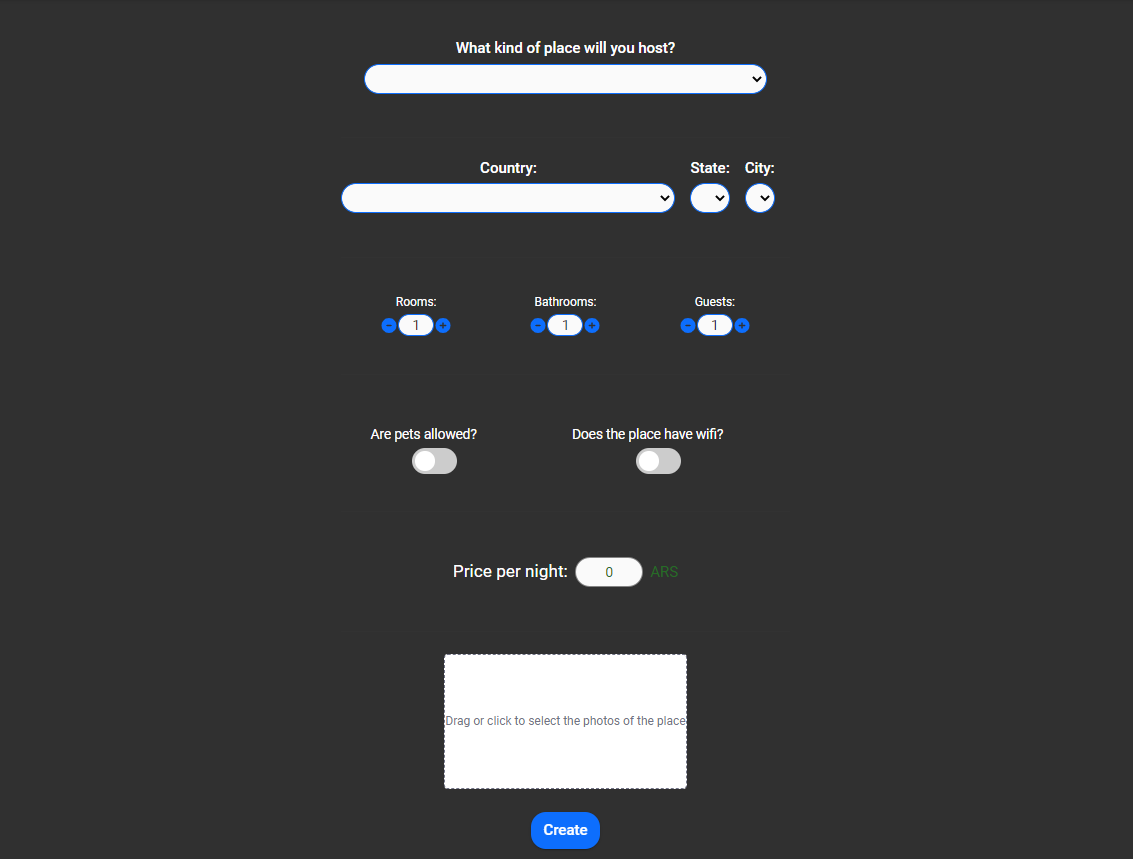 What kind of place will you host?
Country: State: City:
Rooms: Bathrooms: Guests:
- 1 + - 1 + - 1 +
Are pets allowed? Does the place have wifi?
Price per night: 0 ARS
Drag or click to select the photos of the place
Create